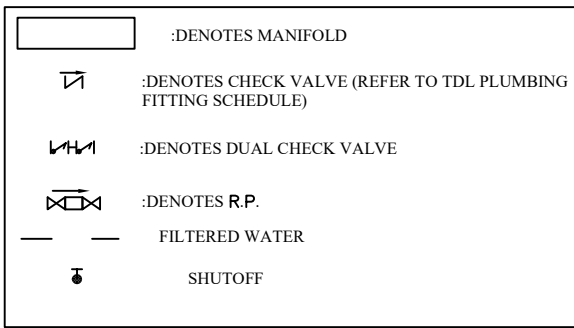 :DENOTES MANIFOLD
:DENOTES CHECK VALVE (REFER TO TDL PLUMBING
FITTING SCHEDULE)
:DENOTES DUAL CHECK VALVE
:DENOTES R.P.
FILTERED WATER
SHUTOFF